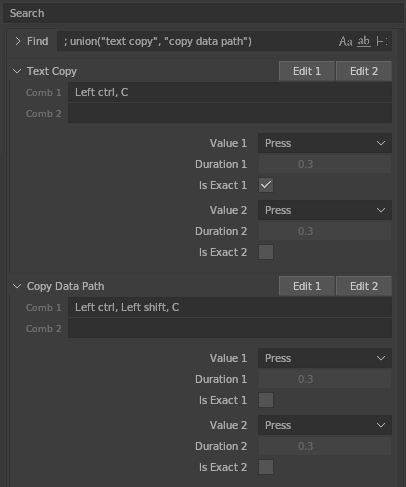 Search
Find ; union("text copy", "copy data path") Aa ab
Text Copy Edit 1 Edit 2
Comb 1 Left ctrl, C
Comb 2
Value 1 Press
Duration 1 0.3
Is Exact 1
Value 2 Press
Duration 2 0.3
Is Exact 2
Copy Data Path Edit 1 Edit 2
Comb 1 Left ctrl, Left shift, C
Comb 2
Value 1 Press
Duration 1 0.3
Is Exact 1
Value 2 Press
Duration 2 0.3
Is Exact 2